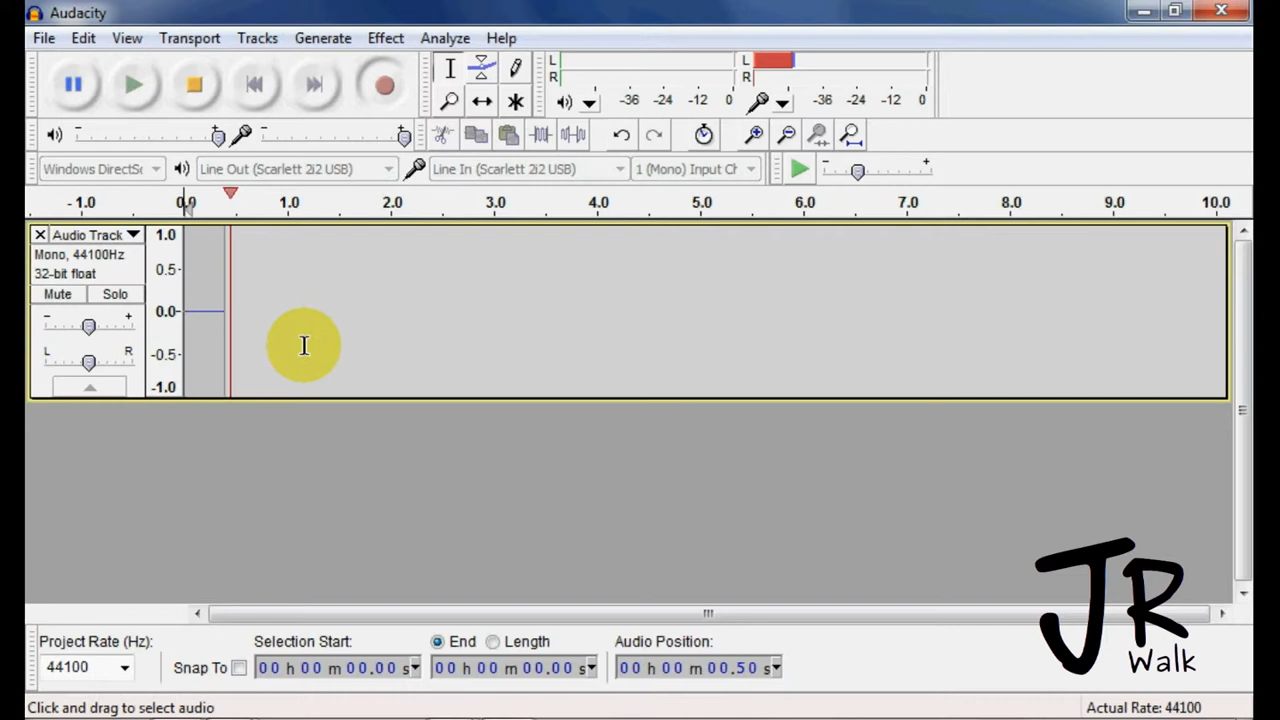 Audacity
File Edit View Transport Tracks Generate Effect Analyze Help
L
R
-36 -24 -12 0
L
R
-36 -24 -12 0
Windows DirectSo
Line Out (Scarlett 2i2 USB)
Line In (Scarlett 2i2 USB)
1 (Mono) Input Ch
-1.0 0.0 1.0 2.0 3.0 4.0 5.0 6.0 7.0 8.0 9.0 10.0
Audio Track
Mono, 44100Hz
32-bit float
Mute Solo
- +
L R
1.0
0.5
0.0
-0.5
-1.0
Project Rate (Hz):
44100
Snap To
Selection Start:
00 h 00 m 00.00 s
End Length
00 h 00 m 00.00 s
Audio Position:
00 h 00 m 00.50 s
JR
Walk
Click and drag to select audio
Actual Rate: 44100